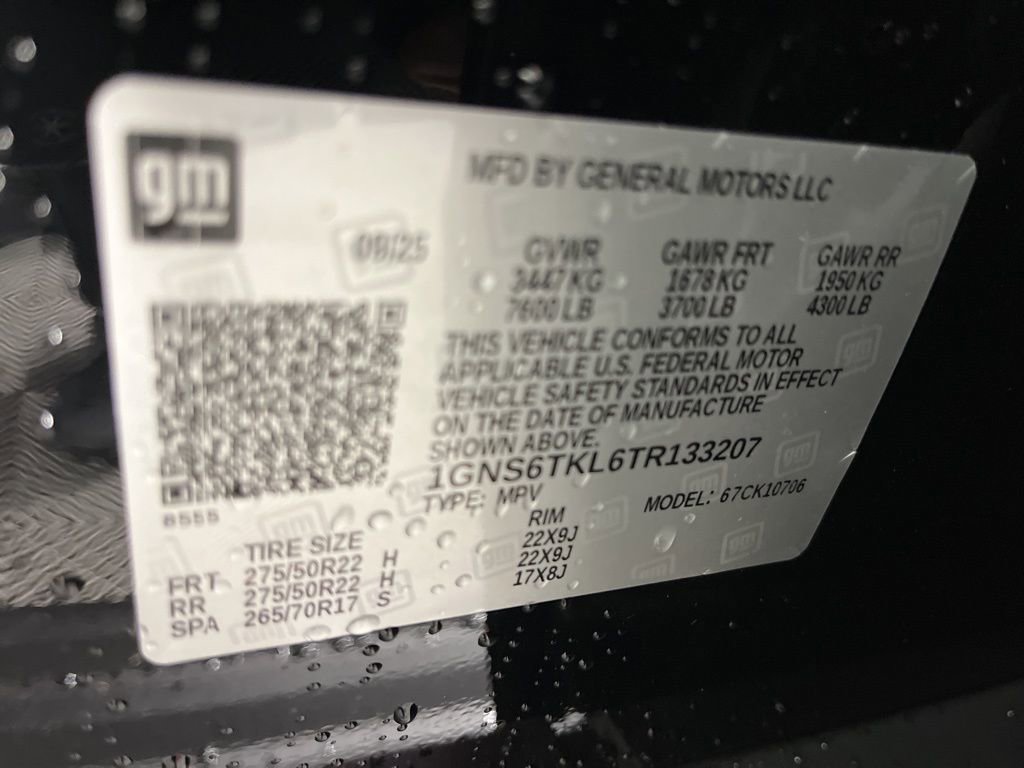 gm
MFD BY GENERAL MOTORS LLC
09/25
GVWR GAWR FRT GAWR RR
3447 KG 1678 KG 1950 KG
7600 LB 3700 LB 4300 LB
THIS VEHICLE CONFORMS TO ALL
APPLICABLE U.S. FEDERAL MOTOR
VEHICLE SAFETY STANDARDS IN EFFECT
ON THE DATE OF MANUFACTURE
SHOWN ABOVE.
1GNS6TKL6TR133207
TYPE: MPV MODEL: 67CK10706
TIRE SIZE RIM
FRT 275/50R22 H 22X9J
RR 275/50R22 H 22X9J
SPA 265/70R17 S 17X8J